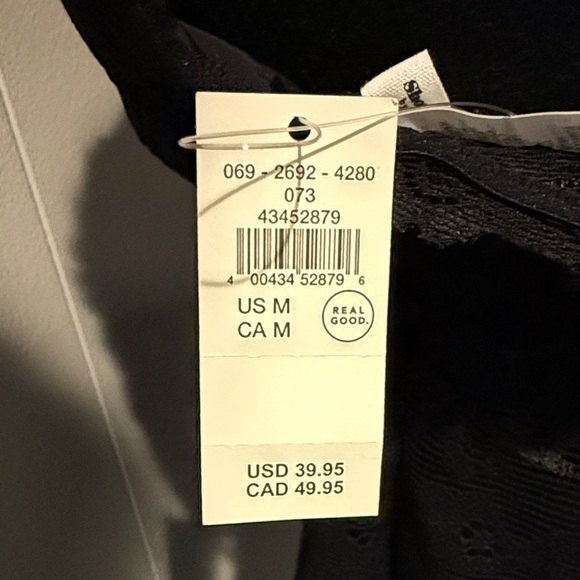 069 - 2692 - 4280
073
43452879
4 00434 52879 6
US M
CA M
REAL
GOOD.
USD 39.95
CAD 49.95